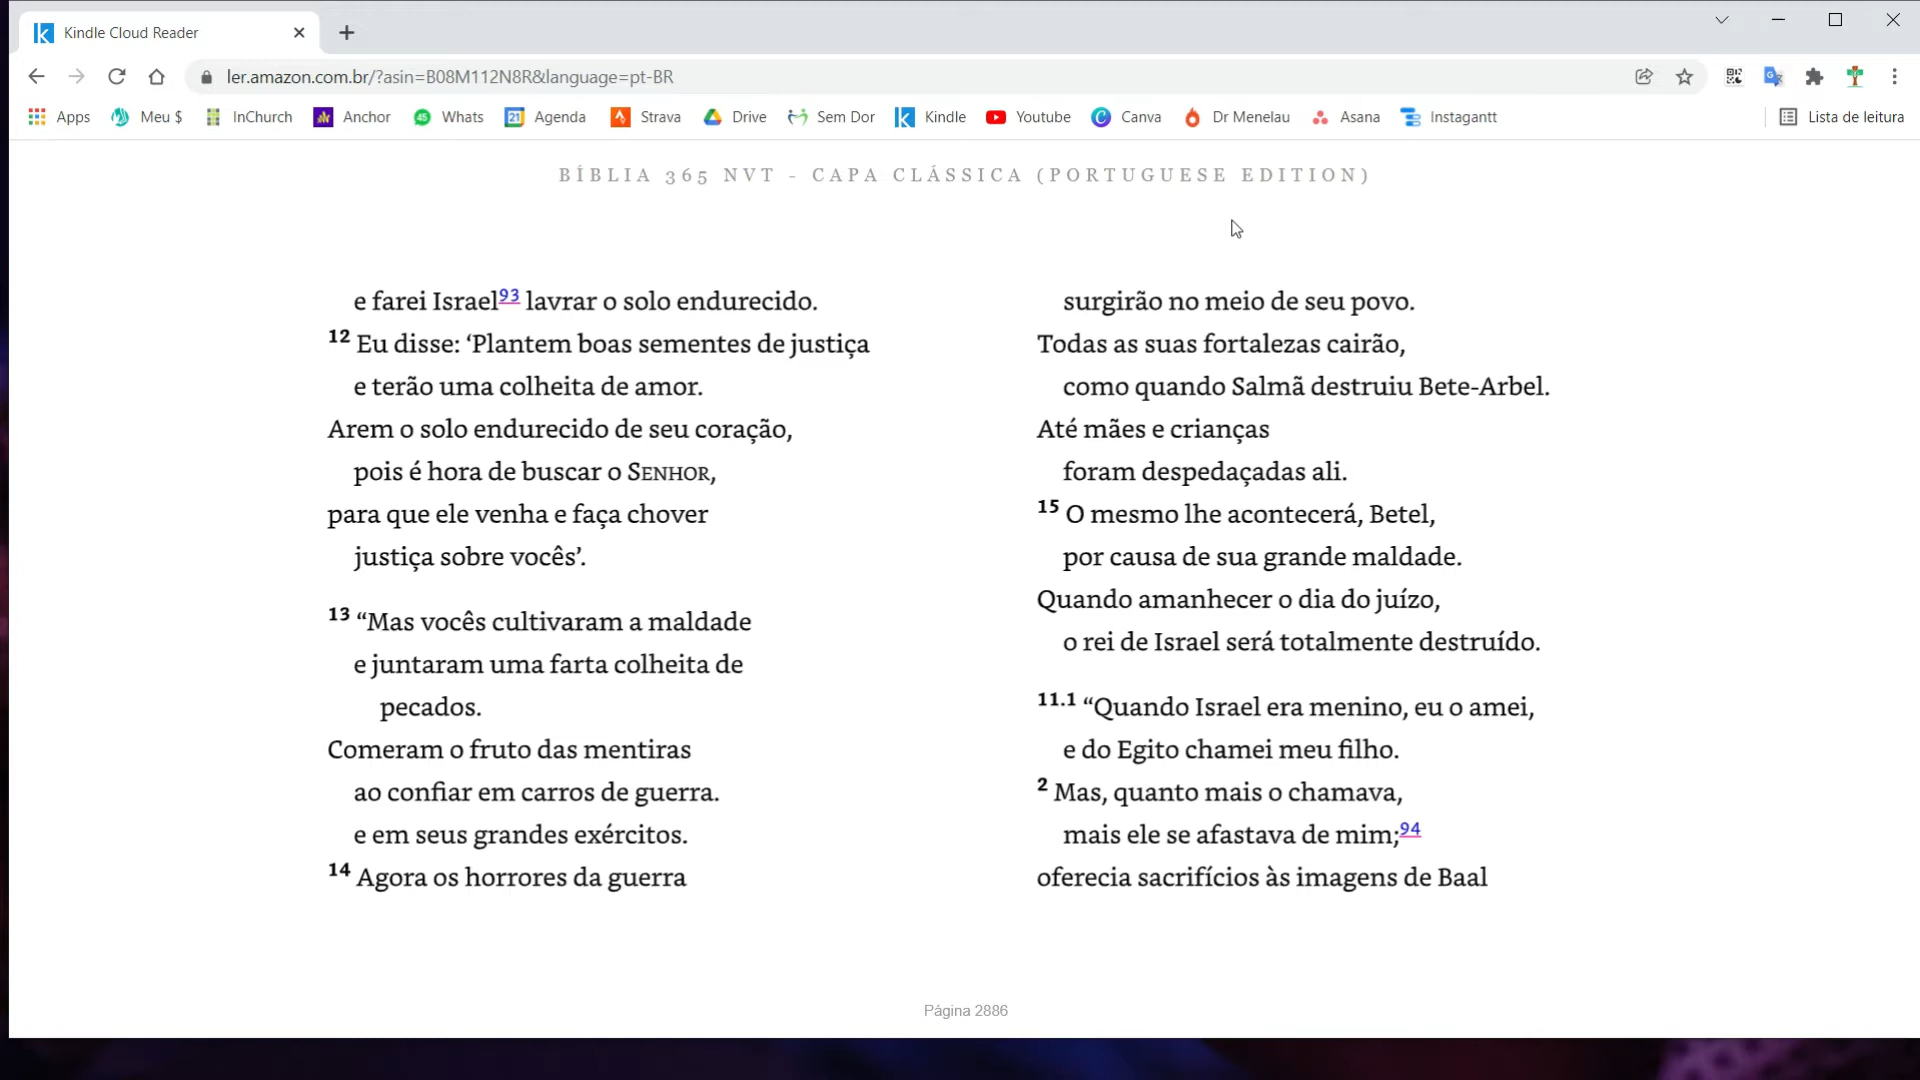 Kindle Cloud Reader
ler.amazon.com.br/?asin=B08M112N8R&language=pt-BR
Apps Meu $ InChurch Anchor 45 Whats 21 Agenda Strava Drive Sem Dor Kindle Youtube Canva Dr Menelau Asana Instagantt Lista de leitura
BÍBLIA 365 NVT - CAPA CLÁSSICA (PORTUGUESE EDITION)
e farei Israel93 lavrar o solo endurecido.
12 Eu disse: ‘Plantem boas sementes de justiça
e terão uma colheita de amor.
Arem o solo endurecido de seu coração,
pois é hora de buscar o SENHOR,
para que ele venha e faça chover
justiça sobre vocês’.
13 “Mas vocês cultivaram a maldade
e juntaram uma farta colheita de
pecados.
Comeram o fruto das mentiras
ao confiar em carros de guerra.
e em seus grandes exércitos.
14 Agora os horrores da guerra
surgirão no meio de seu povo.
Todas as suas fortalezas cairão,
como quando Salmã destruiu Bete-Arbel.
Até mães e crianças
foram despedaçadas ali.
15 O mesmo lhe acontecerá, Betel,
por causa de sua grande maldade.
Quando amanhecer o dia do juízo,
o rei de Israel será totalmente destruído.
11.1 “Quando Israel era menino, eu o amei,
e do Egito chamei meu filho.
2 Mas, quanto mais o chamava,
mais ele se afastava de mim;94
oferecia sacrifícios às imagens de Baal
Página 2886